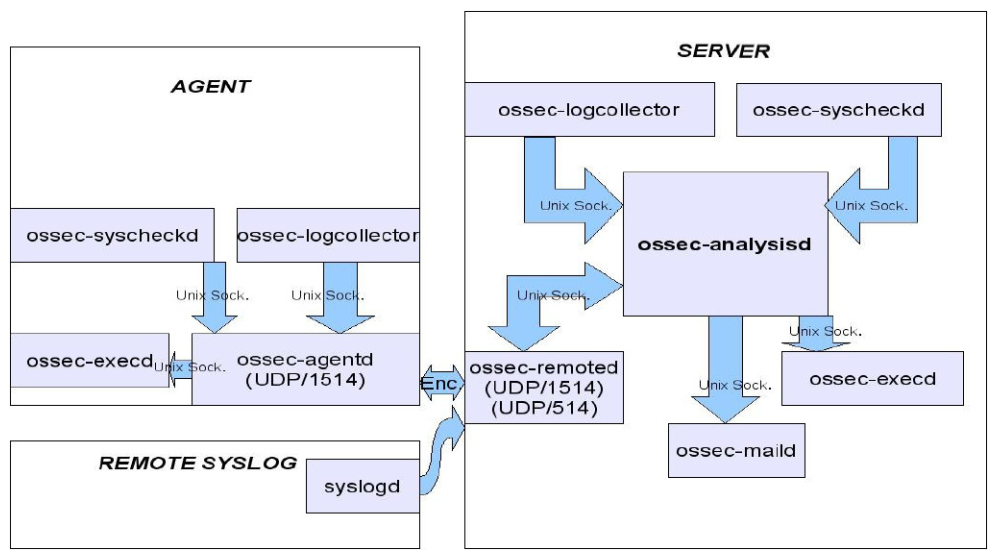 AGENT
ossec-syscheckd
ossec-logcollector
Unix Sock.
Unix Sock.
ossec-execd
Unix Sock.
ossec-agentd
(UDP/1514)
Enc.
REMOTE SYSLOG
syslogd
SERVER
ossec-logcollector
ossec-syscheckd
Unix Sock.
Unix Sock.
ossec-analysisd
Unix Sock.
Unix Sock.
ossec-remoted
(UDP/1514)
(UDP/514)
Unix Sock.
ossec-execd
ossec-maild